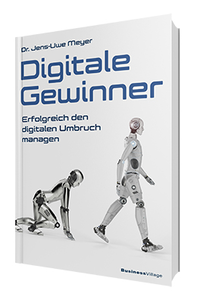 Dr. Jens-Uwe Meyer
Digitale
Gewinner
Erfolgreich den
digitalen Umbruch
managen
BusinessVillage